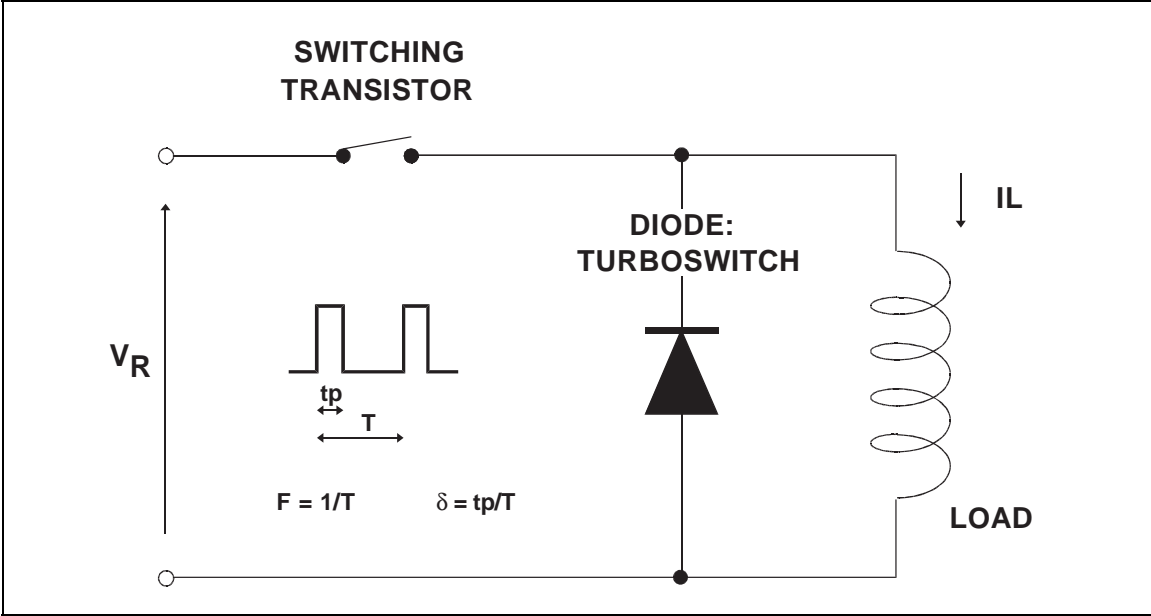 SWITCHING
TRANSISTOR
IL
DIODE:
TURBOSWITCH
VR
tp
T
F = 1/T
δ = tp/T
LOAD